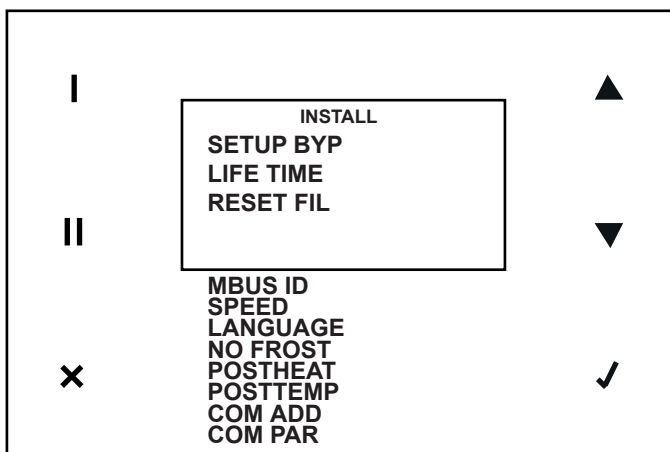 I
INSTALL
SETUP BYP
LIFE TIME
RESET FIL
II
MBUS ID
SPEED
LANGUAGE
NO FROST
POSTHEAT
POSTTEMP
COM ADD
COM PAR